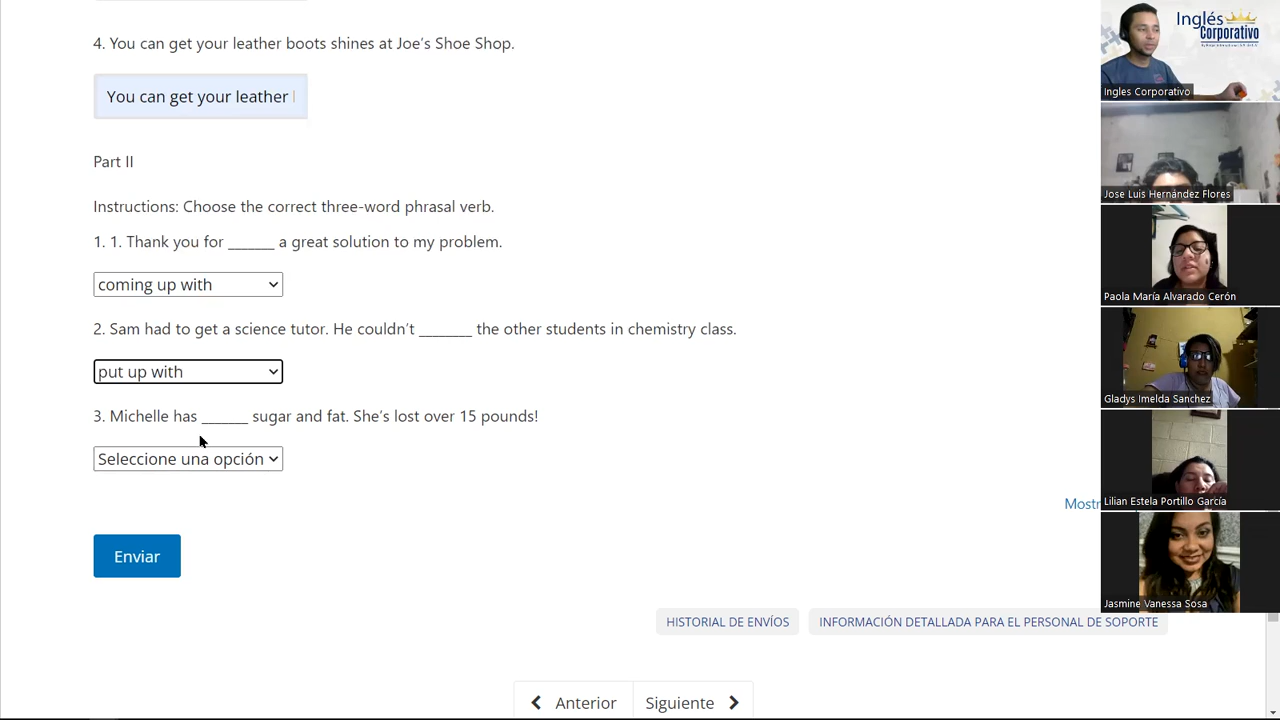 4. You can get your leather boots shines at Joe's Shoe Shop.
You can get your leather
Part II
Instructions: Choose the correct three-word phrasal verb.
1. 1. Thank you for _______ a great solution to my problem.
coming up with
2. Sam had to get a science tutor. He couldn't ________ the other students in chemistry class.
put up with
3. Michelle has _______ sugar and fat. She's lost over 15 pounds!
Seleccione una opción
Mostr
Enviar
HISTORIAL DE ENVÍOS
INFORMACIÓN DETALLADA PARA EL PERSONAL DE SOPORTE
Anterior
Siguiente
Inglés
Corporativo
Ingles Corporativo
Jose Luis Hernández Flores
Paola María Alvarado Cerón
Gladys Imelda Sanchez
Lilian Estela Portillo García
Jasmine Vanessa Sosa